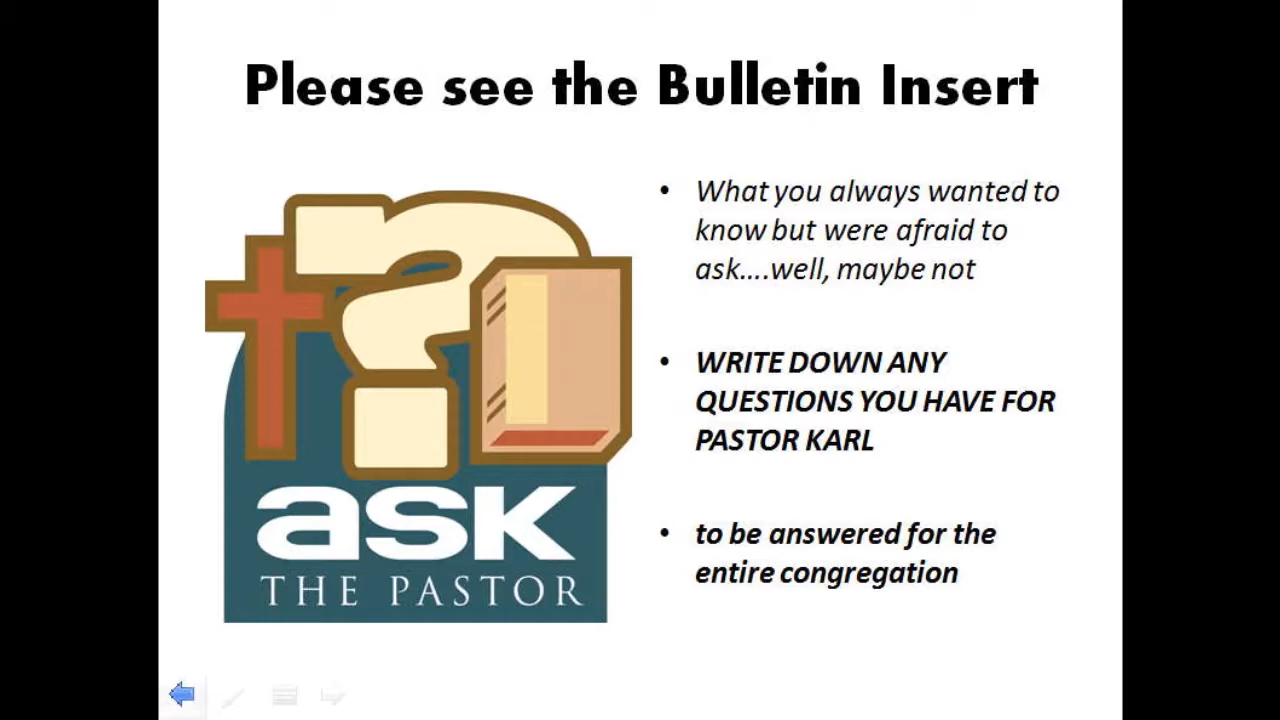 Please see the Bulletin Insert
ask
THE PASTOR
• What you always wanted to
know but were afraid to
ask....well, maybe not
• WRITE DOWN ANY
QUESTIONS YOU HAVE FOR
PASTOR KARL
• to be answered for the
entire congregation